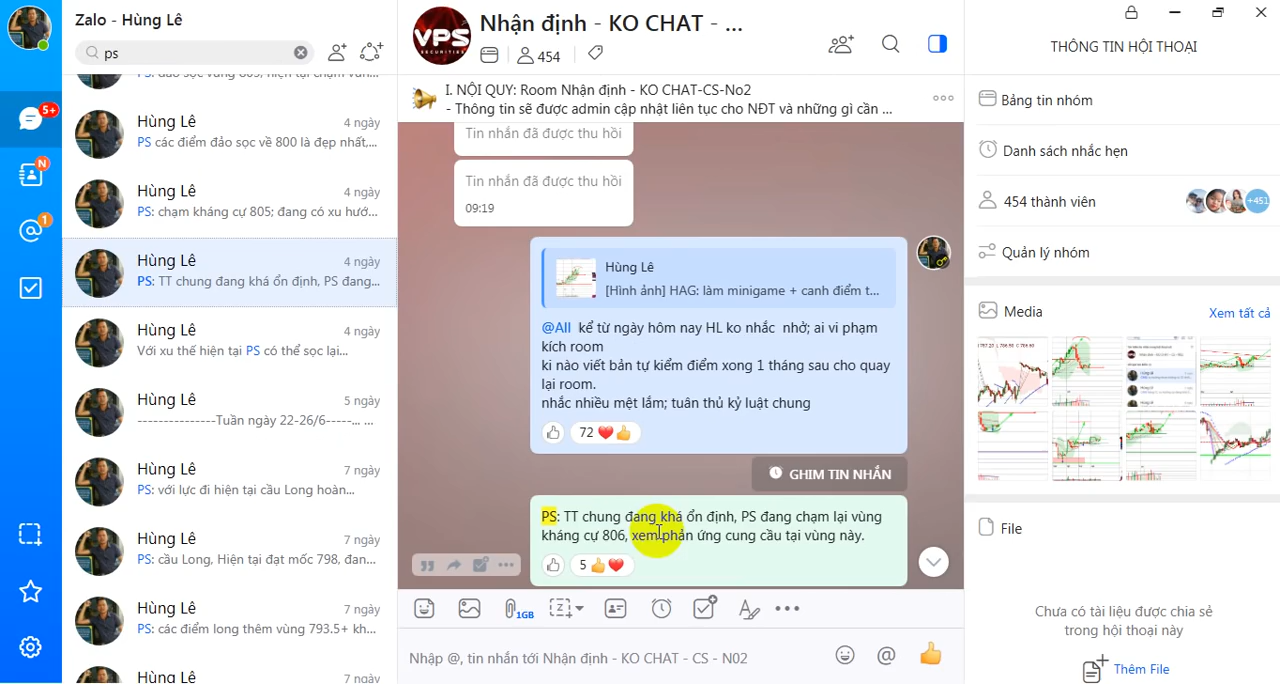 Zalo - Hùng Lê
ps
PS: đảo sọc vùng 805, hiện tại chạm vàn...
Hùng Lê
4 ngày
PS các điểm đảo sọc về 800 là đẹp nhất,...
Hùng Lê
4 ngày
PS: chạm kháng cự 805; đang có xu hướ...
Hùng Lê
4 ngày
PS: TT chung đang khá ổn định, PS đang...
Hùng Lê
4 ngày
Với xu thế hiện tại PS có thể sọc lại...
Hùng Lê
5 ngày
---------------Tuần ngày 22-26/6-----... ...
Hùng Lê
7 ngày
PS: với lực đi hiện tại cầu Long hoàn...
Hùng Lê
7 ngày
PS: cầu Long, Hiện tại đạt mốc 798, đan...
Hùng Lê
7 ngày
PS: các điểm long thêm vùng 793.5+ kh...
Hùng Lê
7 ngày
5+
N
1
VPS
SECURITIES
Nhận định - KO CHAT - ...
454
I. NỘI QUY: Room Nhận định - KO CHAT-CS-No2
- Thông tin sẽ được admin cập nhật liên tục cho NĐT và những gì cần ...
Tin nhắn đã được thu hồi
Tin nhắn đã được thu hồi
09:19
Hùng Lê
[Hình ảnh] HAG: làm minigame + canh điểm t...
@All kể từ ngày hôm nay HL ko nhắc nhở; ai vi phạm
kích room
ki nào viết bản tự kiểm điểm xong 1 tháng sau cho quay
lại room.
nhắc nhiều mệt lắm; tuân thủ kỷ luật chung
72
GHIM TIN NHẮN
PS: TT chung đang khá ổn định, PS đang chạm lại vùng
kháng cự 806, xem phản ứng cung cầu tại vùng này.
5
1GB
Nhập @, tin nhắn tới Nhận định - KO CHAT - CS - N02
THÔNG TIN HỘI THOẠI
Bảng tin nhóm
Danh sách nhắc hẹn
454 thành viên
+451
Quản lý nhóm
Media
Xem tất cả
File
Chưa có tài liệu được chia sẻ
trong hội thoại này
Thêm File